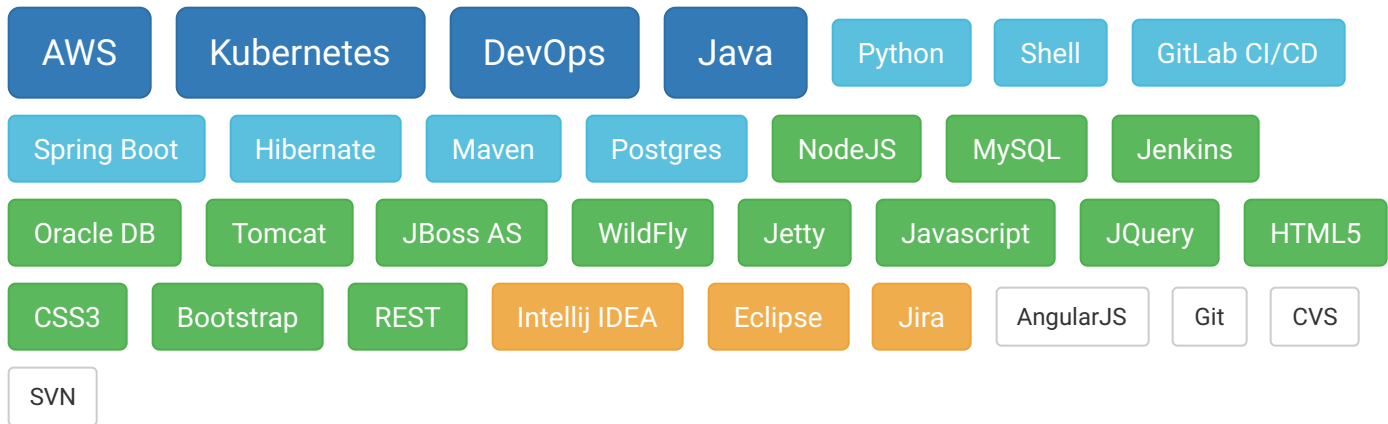 AWS Kubernetes DevOps Java Python Shell GitLab CI/CD
Spring Boot Hibernate Maven Postgres NodeJS MySQL Jenkins
Oracle DB Tomcat JBoss AS WildFly Jetty Javascript JQuery HTML5
CSS3 Bootstrap REST Intellij IDEA Eclipse Jira AngularJS Git CVS
SVN